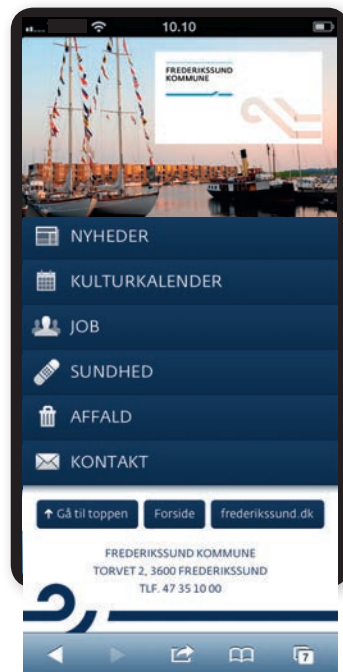 10.10
FREDERIKSSUND
KOMMUNE
NYHEDER
KULTURKALENDER
JOB
SUNDHED
AFFALD
KONTAKT
Gå til toppen Forside frederikssund.dk
FREDERIKSSUND KOMMUNE
TORVET 2, 3600 FREDERIKSSUND
TLF. 47 35 10 00
7